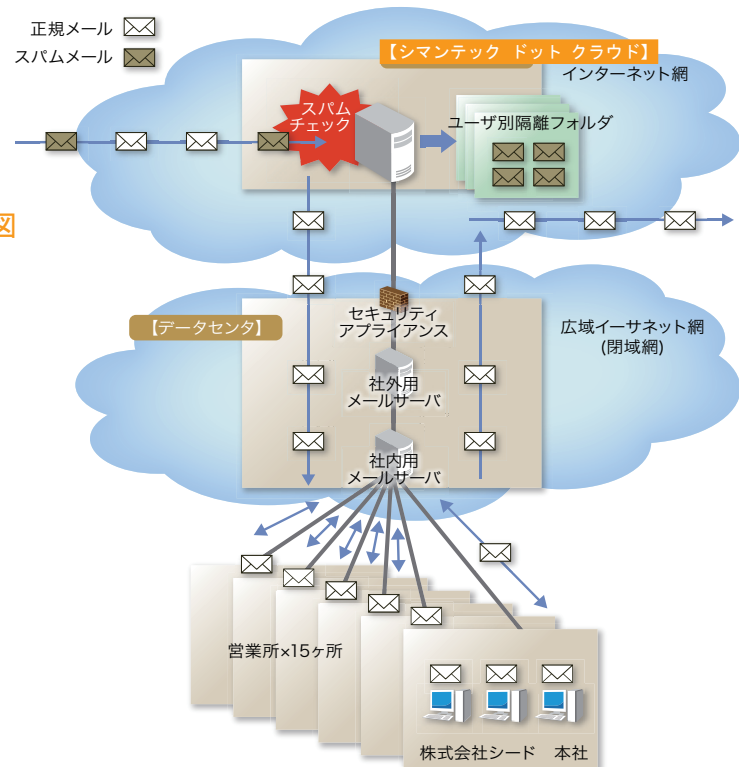 正規メール
スパムメール
【シマンテック ドット クラウド】
インターネット網
スパム
チェック
ユーザ別隔離フォルダ
図
【データセンタ】
セキュリティ
アプライアンス
広域イーサネット網
(閉域網)
社外用
メールサーバ
社内用
メールサーバ
営業所×15ヶ所
株式会社シード 本社